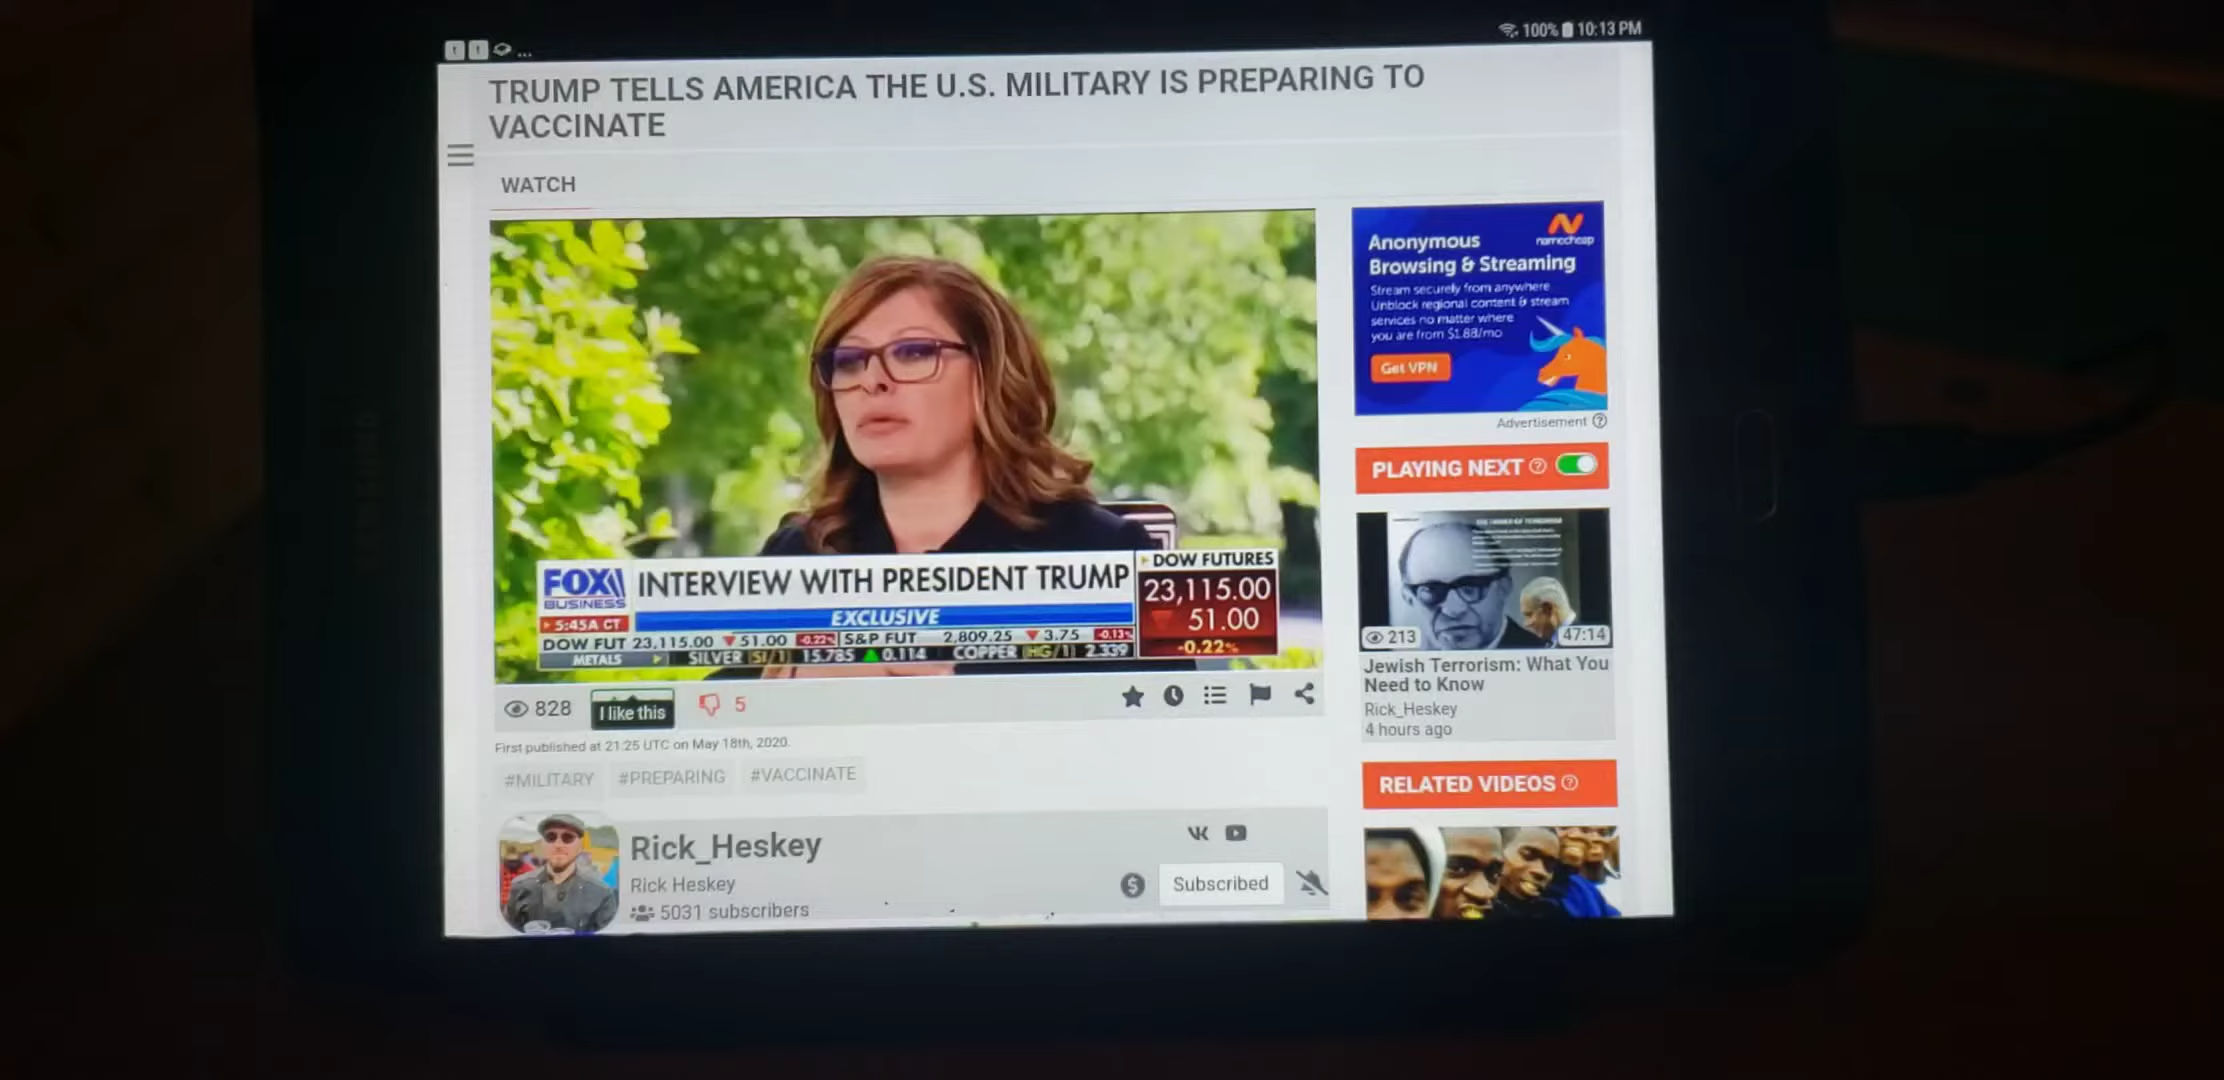 100% 10:13 PM
TRUMP TELLS AMERICA THE U.S. MILITARY IS PREPARING TO
VACCINATE
WATCH
FOX
BUSINESS
5:45A CT
INTERVIEW WITH PRESIDENT TRUMP
EXCLUSIVE
DOW FUTURES
23,115.00
51.00
-0.22%
DOW FUT 23,115.00 ▼51.00 -0.22% S&P FUT 2,809.25 ▼3.75 -0.13%
METALS SILVER (SI/1) 15.785 ▲0.114 COPPER (HG/1) 2.339
828 I like this 5
First published at 21:25 UTC on May 18th, 2020.
#MILITARY #PREPARING #VACCINATE
Rick_Heskey
Rick Heskey
5031 subscribers
Subscribed
namecheap
Anonymous
Browsing & Streaming
Stream securely from anywhere
Unblock regional content & stream
services no matter where
you are from $1.88/mo
Get VPN
Advertisement
PLAYING NEXT
213 47:14
Jewish Terrorism: What You
Need to Know
Rick_Heskey
4 hours ago
RELATED VIDEOS